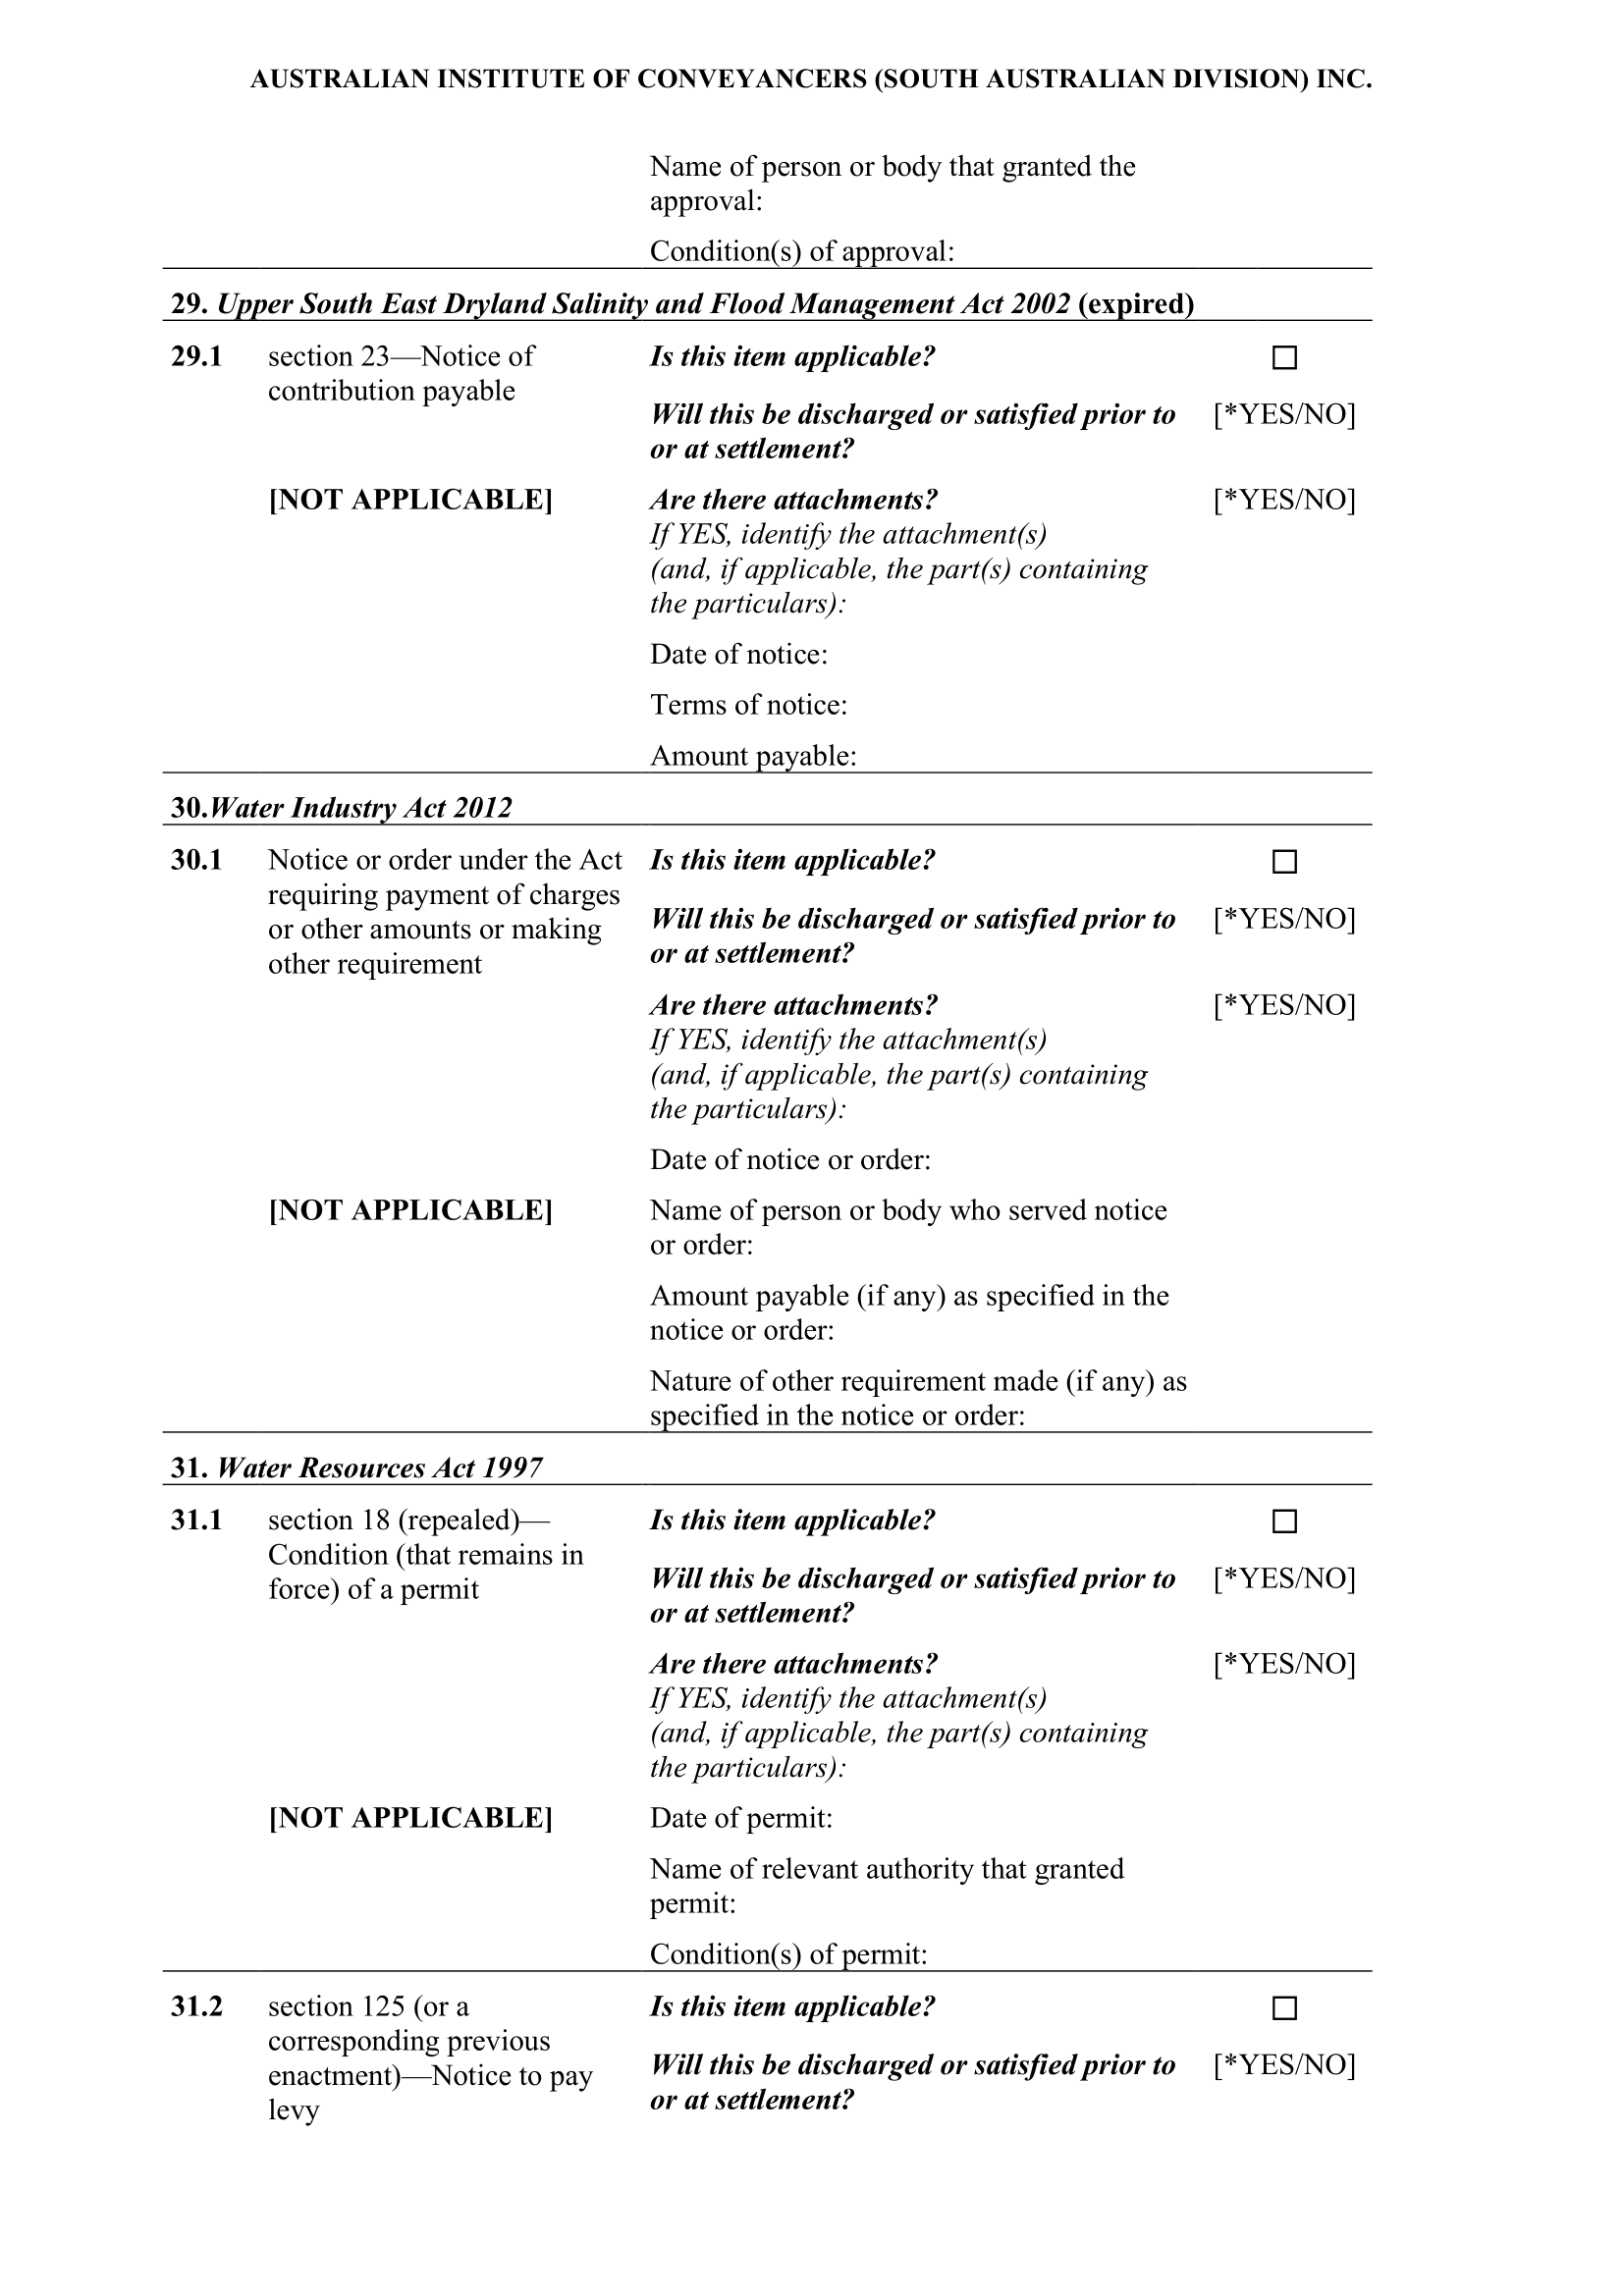 AUSTRALIAN INSTITUTE OF CONVEYANCERS (SOUTH AUSTRALIAN DIVISION) INC.
Name of person or body that granted the
approval:
Condition(s) of approval:
29. Upper South East Dryland Salinity and Flood Management Act 2002 (expired)
29.1 section 23—Notice of Is this item applicable? ☐
contribution payable
Will this be discharged or satisfied prior to [*YES/NO]
or at settlement?
[NOT APPLICABLE] Are there attachments? [*YES/NO]
If YES, identify the attachment(s)
(and, if applicable, the part(s) containing
the particulars):
Date of notice:
Terms of notice:
Amount payable:
30.Water Industry Act 2012
30.1 Notice or order under the Act Is this item applicable? ☐
requiring payment of charges
or other amounts or making Will this be discharged or satisfied prior to [*YES/NO]
other requirement or at settlement?
Are there attachments? [*YES/NO]
If YES, identify the attachment(s)
(and, if applicable, the part(s) containing
the particulars):
Date of notice or order:
[NOT APPLICABLE] Name of person or body who served notice
or order:
Amount payable (if any) as specified in the
notice or order:
Nature of other requirement made (if any) as
specified in the notice or order:
31. Water Resources Act 1997
31.1 section 18 (repealed)— Is this item applicable? ☐
Condition (that remains in
force) of a permit Will this be discharged or satisfied prior to [*YES/NO]
or at settlement?
Are there attachments? [*YES/NO]
If YES, identify the attachment(s)
(and, if applicable, the part(s) containing
the particulars):
[NOT APPLICABLE] Date of permit:
Name of relevant authority that granted
permit:
Condition(s) of permit:
31.2 section 125 (or a Is this item applicable? ☐
corresponding previous
enactment)—Notice to pay Will this be discharged or satisfied prior to [*YES/NO]
levy or at settlement?